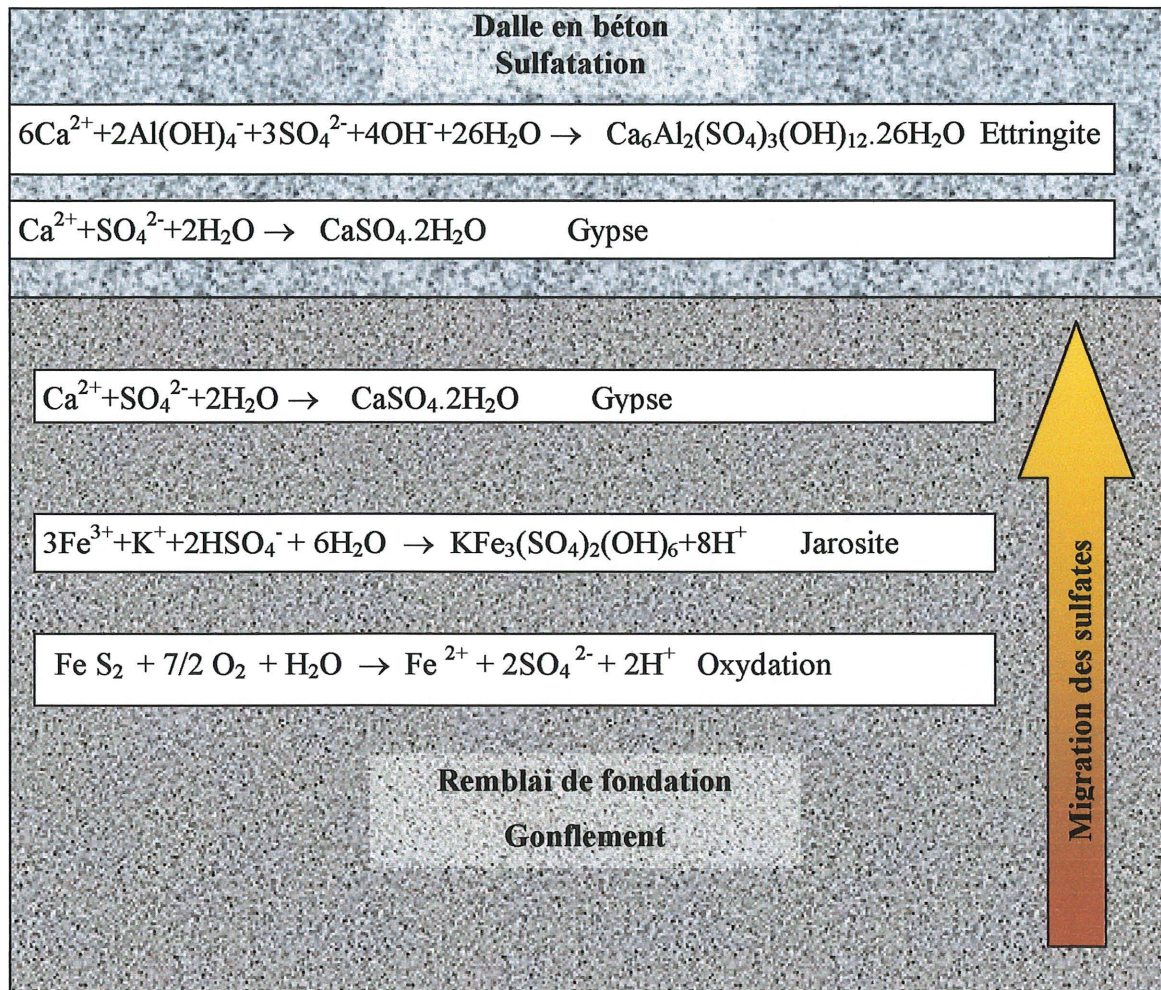 Dalle en béton
Sulfatation
6Ca²⁺+2Al(OH)₄⁻+3SO₄²⁻+4OH⁻+26H₂O → Ca₆Al₂(SO₄)₃(OH)₁₂.26H₂O Ettringite
Ca²⁺+SO₄²⁻+2H₂O → CaSO₄.2H₂O Gypse
Ca²⁺+SO₄²⁻+2H₂O → CaSO₄.2H₂O Gypse
3Fe³⁺+K⁺+2HSO₄⁻ + 6H₂O → KFe₃(SO₄)₂(OH)₆+8H⁺ Jarosite
Fe S₂ + 7/2 O₂ + H₂O → Fe ²⁺ + 2SO₄ ²⁻ + 2H⁺ Oxydation
Remblai de fondation
Gonflement
Migration des sulfates